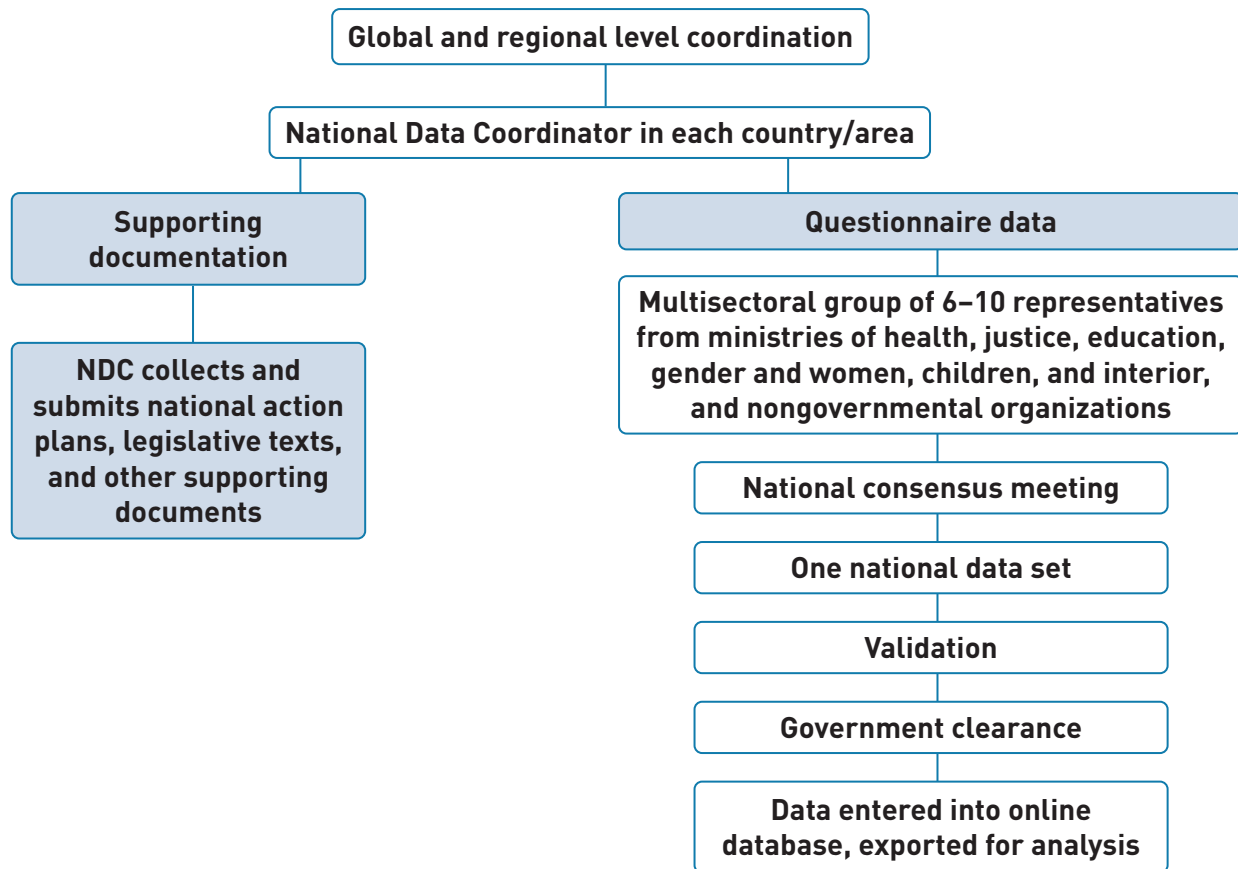 Global and regional level coordination
National Data Coordinator in each country/area
Supporting
documentation
NDC collects and
submits national action
plans, legislative texts,
and other supporting
documents
Questionnaire data
Multisectoral group of 6–10 representatives
from ministries of health, justice, education,
gender and women, children, and interior,
and nongovernmental organizations
National consensus meeting
One national data set
Validation
Government clearance
Data entered into online
database, exported for analysis